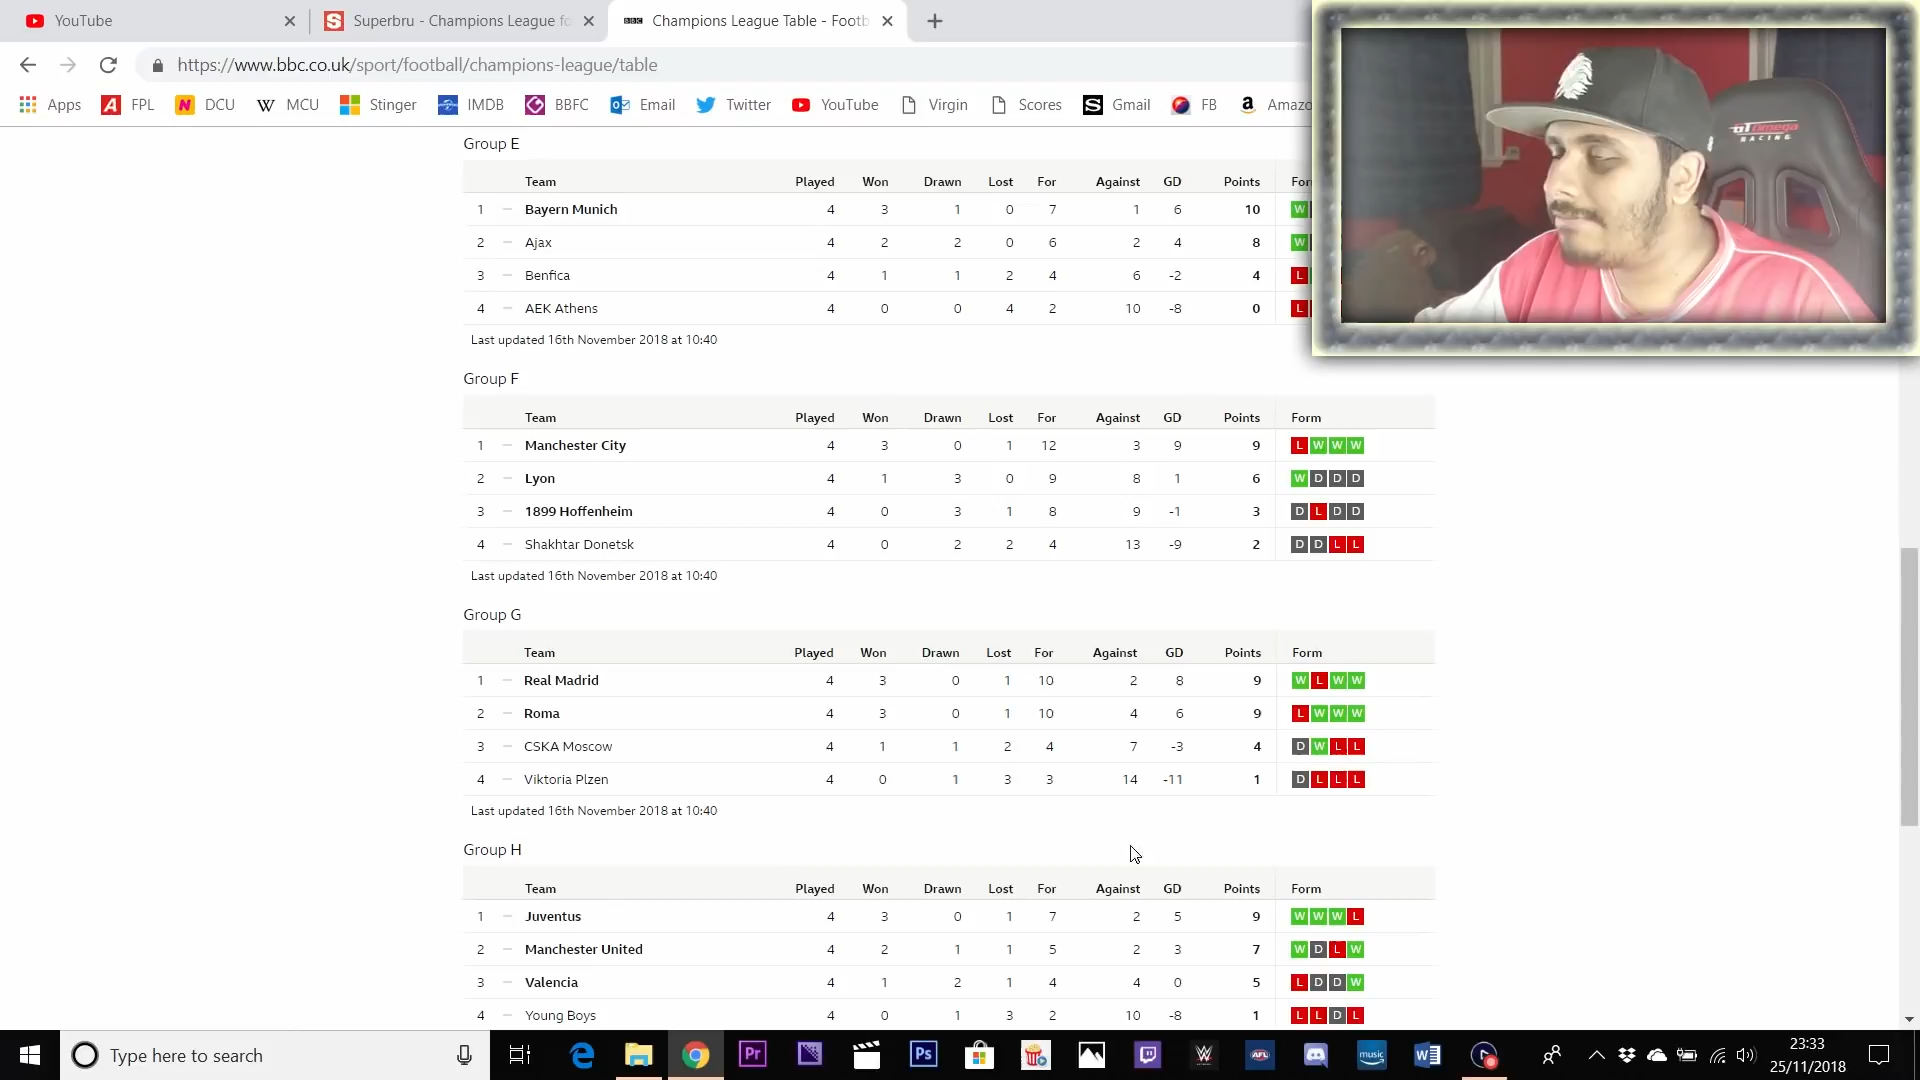 YouTube
Superbru - Champions League fo
Champions League Table - Footb
https://www.bbc.co.uk/sport/football/champions-league/table
Apps FPL DCU MCU Stinger IMDB BBFC Email Twitter YouTube Virgin Scores Gmail FB Amazo
GT Omega
RACING
Group E
Team Played Won Drawn Lost For Against GD Points For
1 Bayern Munich 4 3 1 0 7 1 6 10 W
2 Ajax 4 2 2 0 6 2 4 8 W
3 Benfica 4 1 1 2 4 6 -2 4 L
4 AEK Athens 4 0 0 4 2 10 -8 0 L
Last updated 16th November 2018 at 10:40
Group F
Team Played Won Drawn Lost For Against GD Points Form
1 Manchester City 4 3 0 1 12 3 9 9 L W W W
2 Lyon 4 1 3 0 9 8 1 6 W D D D
3 1899 Hoffenheim 4 0 3 1 8 9 -1 3 D L D D
4 Shakhtar Donetsk 4 0 2 2 4 13 -9 2 D D L L
Last updated 16th November 2018 at 10:40
Group G
Team Played Won Drawn Lost For Against GD Points Form
1 Real Madrid 4 3 0 1 10 2 8 9 W L W W
2 Roma 4 3 0 1 10 4 6 9 L W W W
3 CSKA Moscow 4 1 1 2 4 7 -3 4 D W L L
4 Viktoria Plzen 4 0 1 3 3 14 -11 1 D L L L
Last updated 16th November 2018 at 10:40
Group H
Team Played Won Drawn Lost For Against GD Points Form
1 Juventus 4 3 0 1 7 2 5 9 W W W L
2 Manchester United 4 2 1 1 5 2 3 7 W D L W
3 Valencia 4 1 2 1 4 4 0 5 L D D W
4 Young Boys 4 0 1 3 2 10 -8 1 L L D L
Type here to search
23:33
25/11/2018